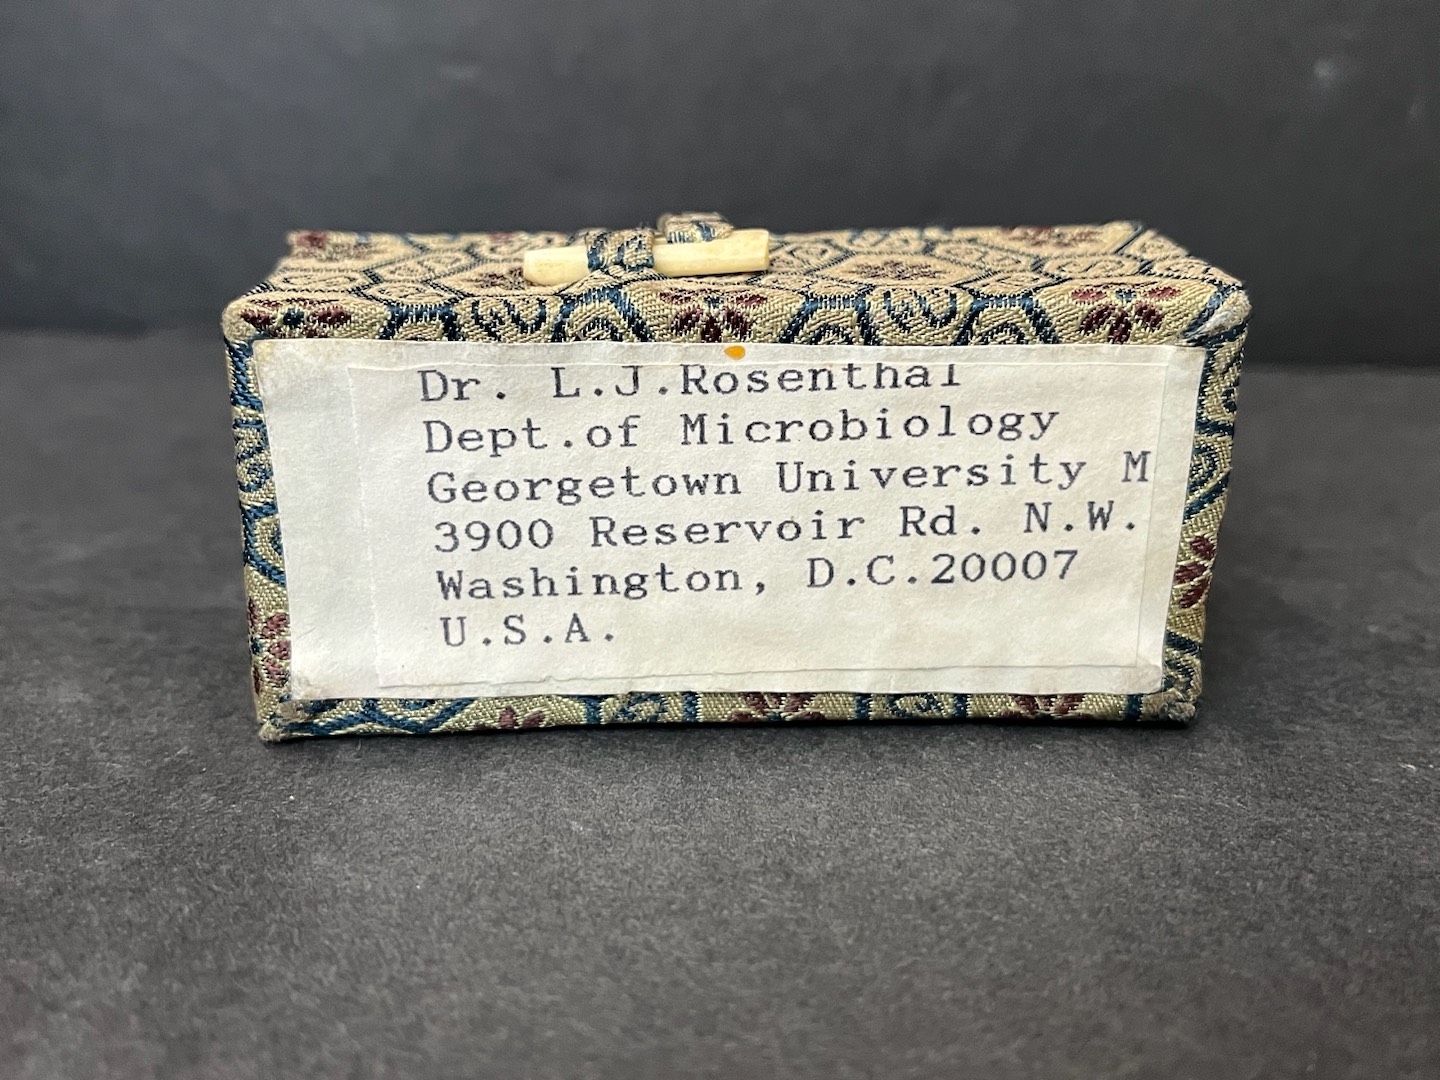 Dr. L.J.Rosenthal
Dept.of Microbiology
Georgetown University M
3900 Reservoir Rd. N.W.
Washington, D.C.20007
U.S.A.